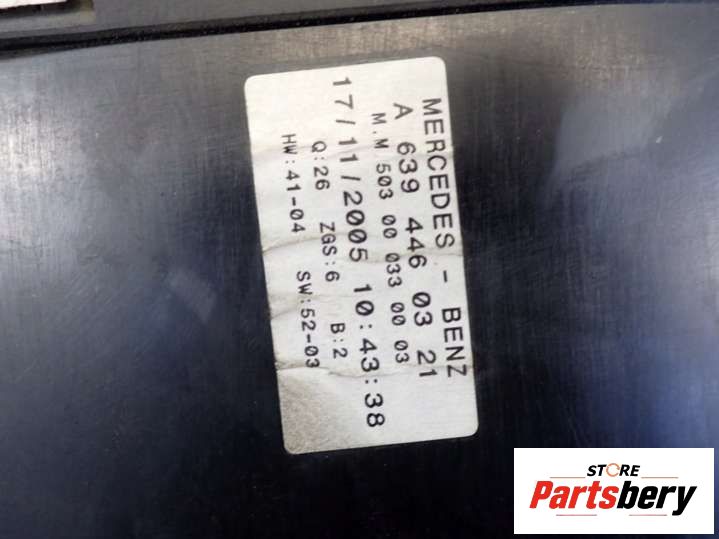 MERCEDES - BENZ
A 639 446 03 21
M.M 503 00 033 00 03
17/11/2005 10:43:38
Q:26 ZGS:6 B:2
HW:41-04 SW:52-03
STORE
Partsbery